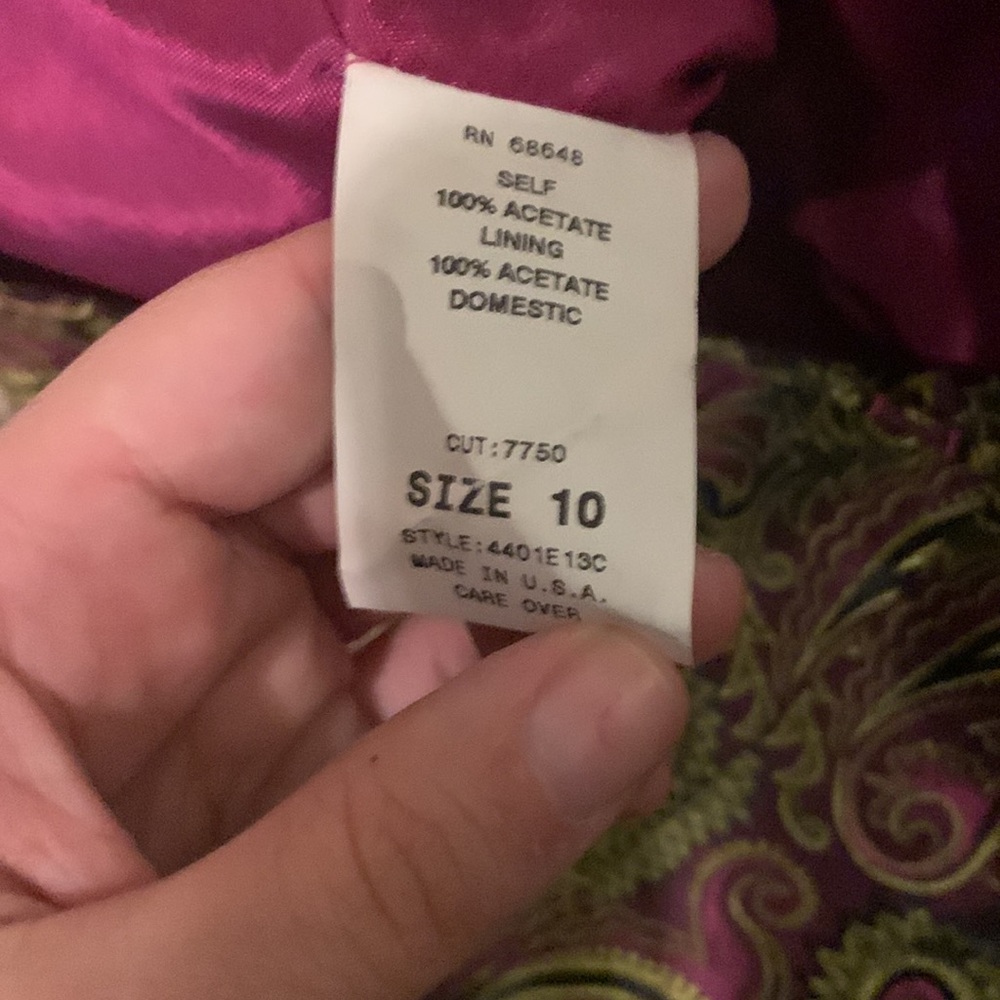 RN 68648
SELF
100% ACETATE
LINING
100% ACETATE
DOMESTIC
CUT:7750
SIZE 10
STYLE:4401E13C
MADE IN U.S.A.
CARE OVER